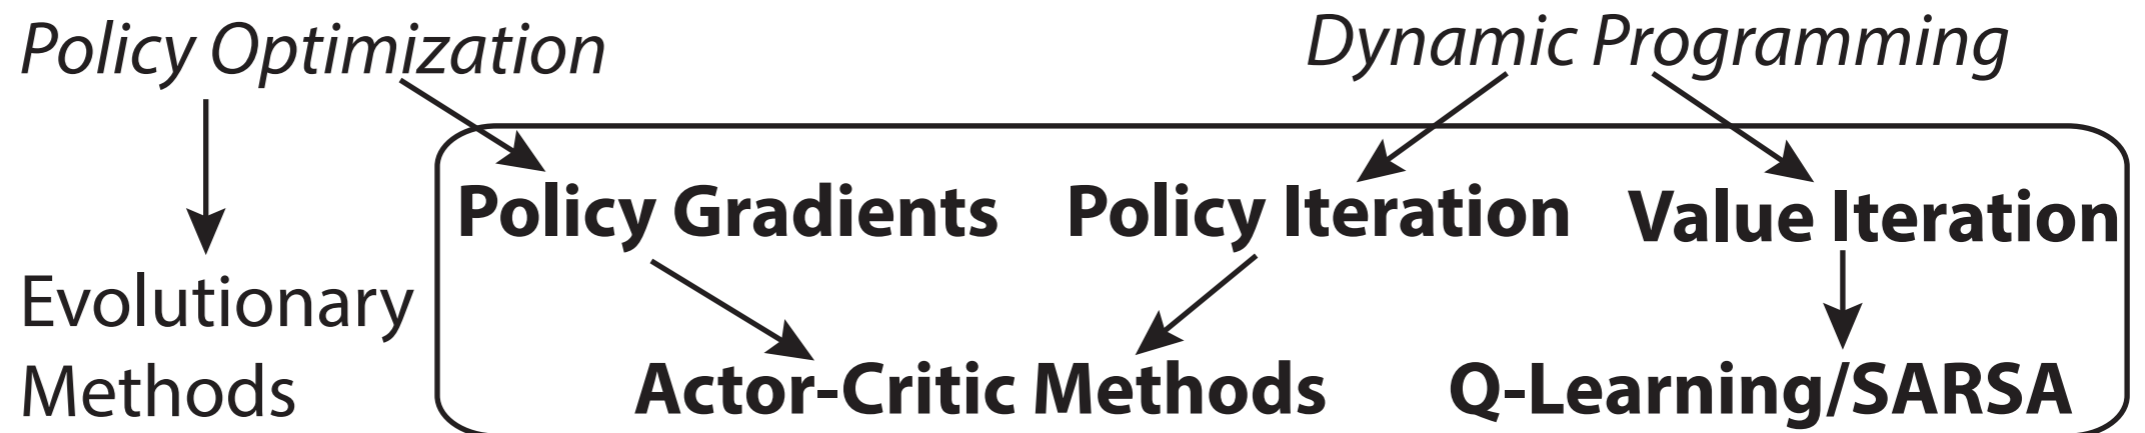 Policy Optimization
Dynamic Programming
Policy Gradients
Policy Iteration
Value Iteration
Evolutionary
Methods
Actor-Critic Methods
Q-Learning/SARSA